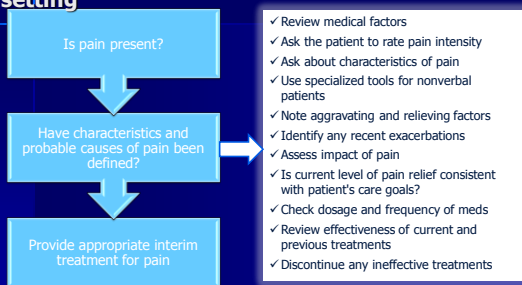 setting
Is pain present?
Have characteristics and
probable causes of pain been
defined?
Provide appropriate interim
treatment for pain
✓ Review medical factors
✓ Ask the patient to rate pain intensity
✓ Ask about characteristics of pain
✓ Use specialized tools for nonverbal
patients
✓ Note aggravating and relieving factors
✓ Identify any recent exacerbations
✓ Assess impact of pain
✓ Is current level of pain relief consistent
with patient's care goals?
✓ Check dosage and frequency of meds
✓ Review effectiveness of current and
previous treatments
✓ Discontinue any ineffective treatments